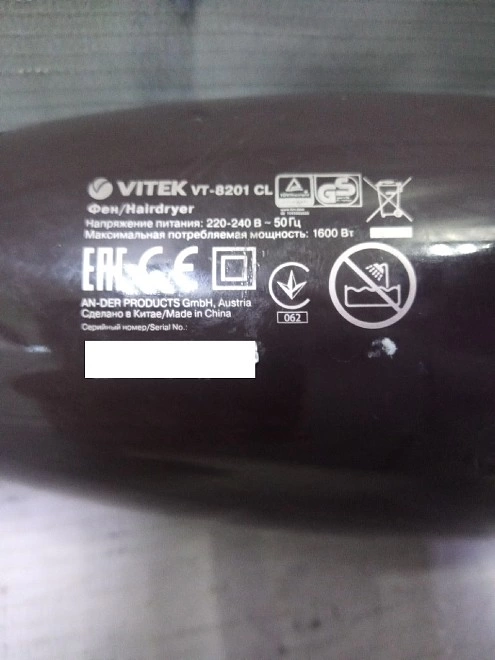 VITEK VT-8201 CL
Фен/Hairdryer
Напряжение питания: 220-240 В ~ 50 Гц
Максимальная потребляемая мощность: 1600 Вт
EAC CE
AN-DER PRODUCTS GmbH, Austria
Сделано в Китае/Made in China
062
Серийный номер/Serial No.: